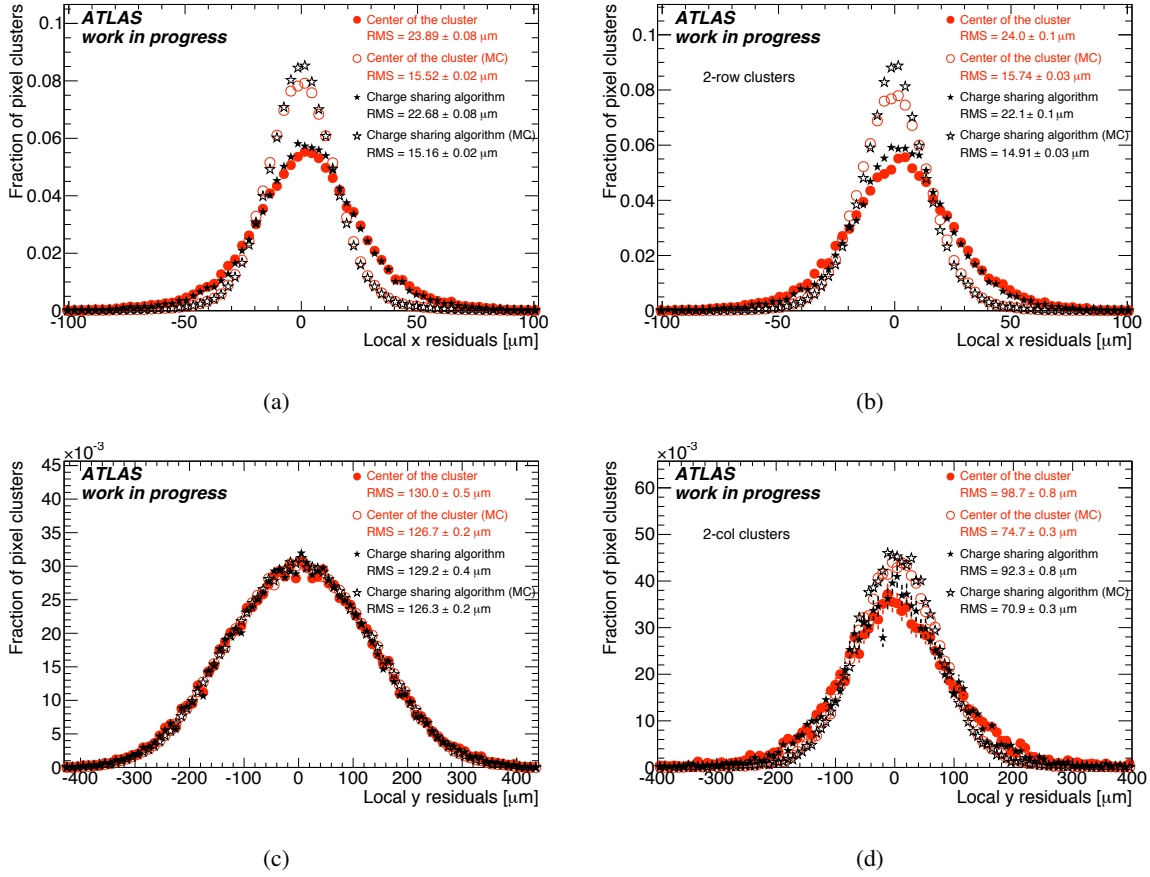 ATLAS
work in progress
Center of the cluster
RMS = 23.89 ± 0.08 μm
Center of the cluster (MC)
RMS = 15.52 ± 0.02 μm
Charge sharing algorithm
RMS = 22.68 ± 0.08 μm
Charge sharing algorithm (MC)
RMS = 15.16 ± 0.02 μm
Fraction of pixel clusters
0.1
0.08
0.06
0.04
0.02
0
-100 -50 0 50 100
Local x residuals [μm]
(a)
ATLAS
work in progress
2-row clusters
Center of the cluster
RMS = 24.0 ± 0.1 μm
Center of the cluster (MC)
RMS = 15.74 ± 0.03 μm
Charge sharing algorithm
RMS = 22.1 ± 0.1 μm
Charge sharing algorithm (MC)
RMS = 14.91 ± 0.03 μm
Fraction of pixel clusters
0.1
0.08
0.06
0.04
0.02
0
-100 -50 0 50 100
Local x residuals [μm]
(b)
×10-3
ATLAS
work in progress
Center of the cluster
RMS = 130.0 ± 0.5 μm
Center of the cluster (MC)
RMS = 126.7 ± 0.2 μm
Charge sharing algorithm
RMS = 129.2 ± 0.4 μm
Charge sharing algorithm (MC)
RMS = 126.3 ± 0.2 μm
Fraction of pixel clusters
45
40
35
30
25
20
15
10
5
0
-400 -300 -200 -100 0 100 200 300 400
Local y residuals [μm]
(c)
×10-3
ATLAS
work in progress
2-col clusters
Center of the cluster
RMS = 98.7 ± 0.8 μm
Center of the cluster (MC)
RMS = 74.7 ± 0.3 μm
Charge sharing algorithm
RMS = 92.3 ± 0.8 μm
Charge sharing algorithm (MC)
RMS = 70.9 ± 0.3 μm
Fraction of pixel clusters
60
50
40
30
20
10
0
-400 -300 -200 -100 0 100 200 300 400
Local y residuals [μm]
(d)